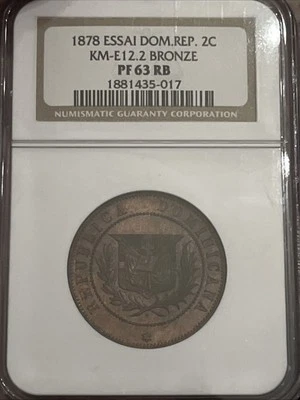 1878 ESSAI DOM.REP. 2C
KM-E12.2 BRONZE
PF 63 RB
1881435-017
NUMISMATIC GUARANTY CORPORATION
REPUBLICA DOMINICANA